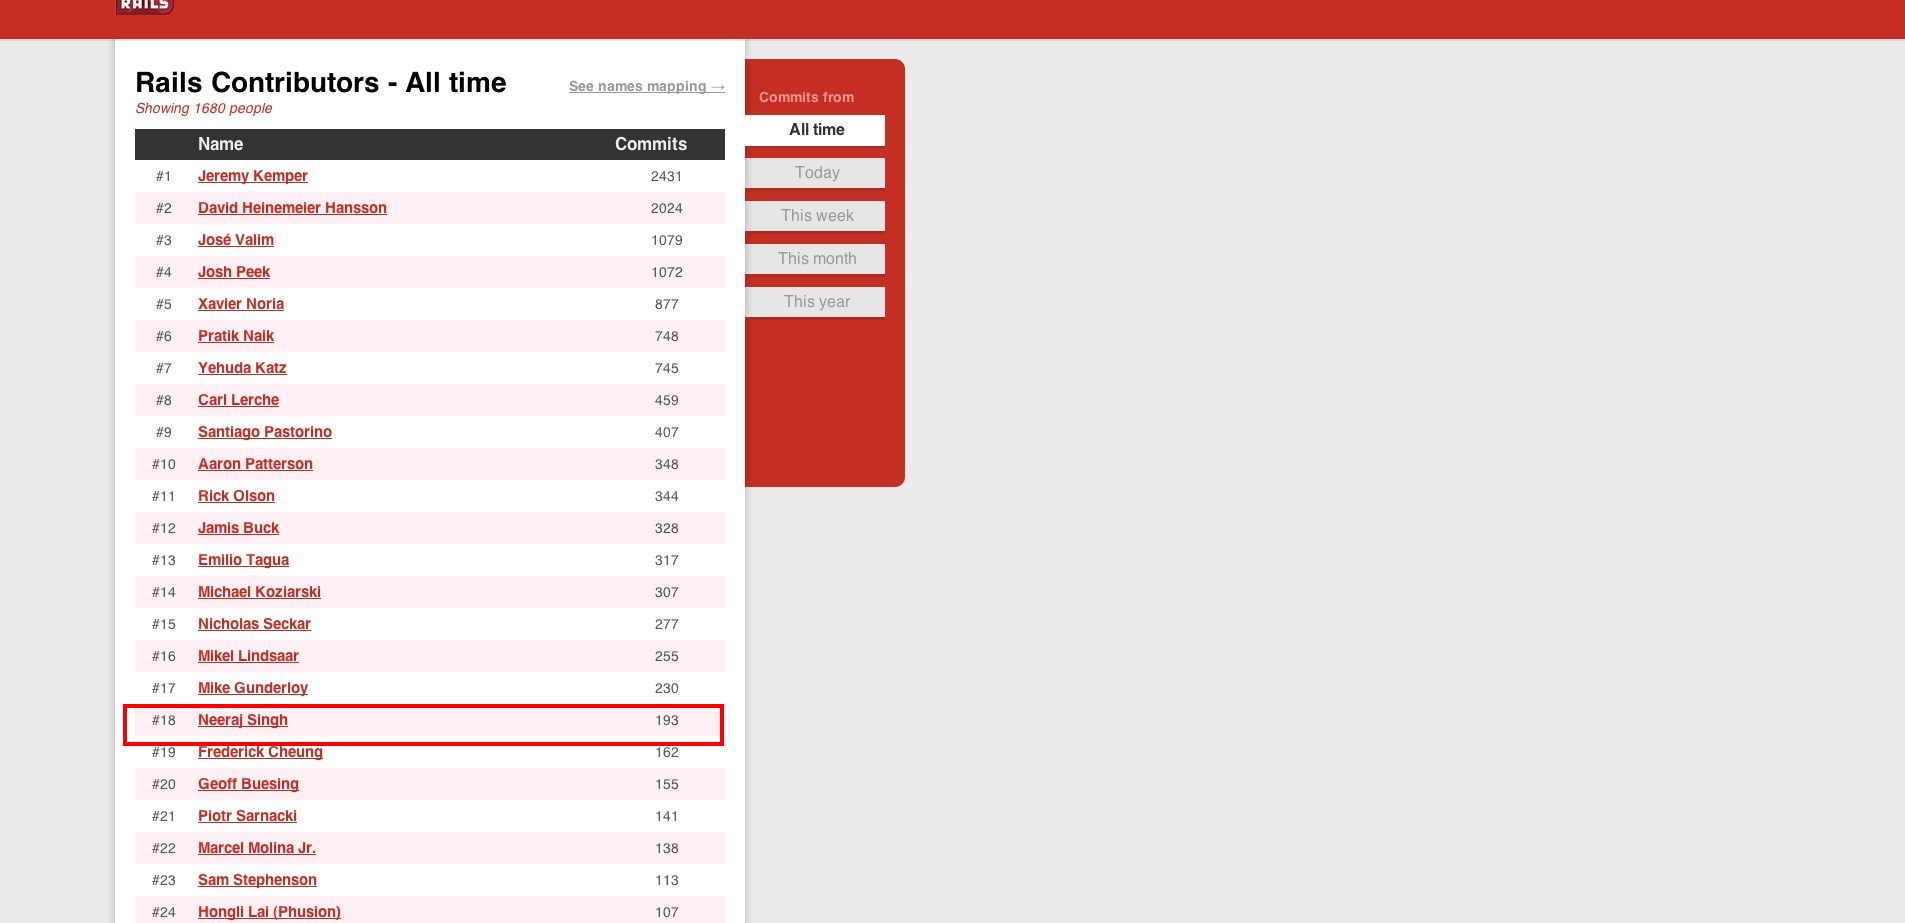 RAILS
Rails Contributors - All time
See names mapping →
Showing 1680 people
Name Commits
#1 Jeremy Kemper 2431
#2 David Heinemeier Hansson 2024
#3 José Valim 1079
#4 Josh Peek 1072
#5 Xavier Noria 877
#6 Pratik Naik 748
#7 Yehuda Katz 745
#8 Carl Lerche 459
#9 Santiago Pastorino 407
#10 Aaron Patterson 348
#11 Rick Olson 344
#12 Jamis Buck 328
#13 Emilio Tagua 317
#14 Michael Koziarski 307
#15 Nicholas Seckar 277
#16 Mikel Lindsaar 255
#17 Mike Gunderloy 230
#18 Neeraj Singh 193
#19 Frederick Cheung 162
#20 Geoff Buesing 155
#21 Piotr Sarnacki 141
#22 Marcel Molina Jr. 138
#23 Sam Stephenson 113
#24 Hongli Lai (Phusion) 107
Commits from
All time
Today
This week
This month
This year